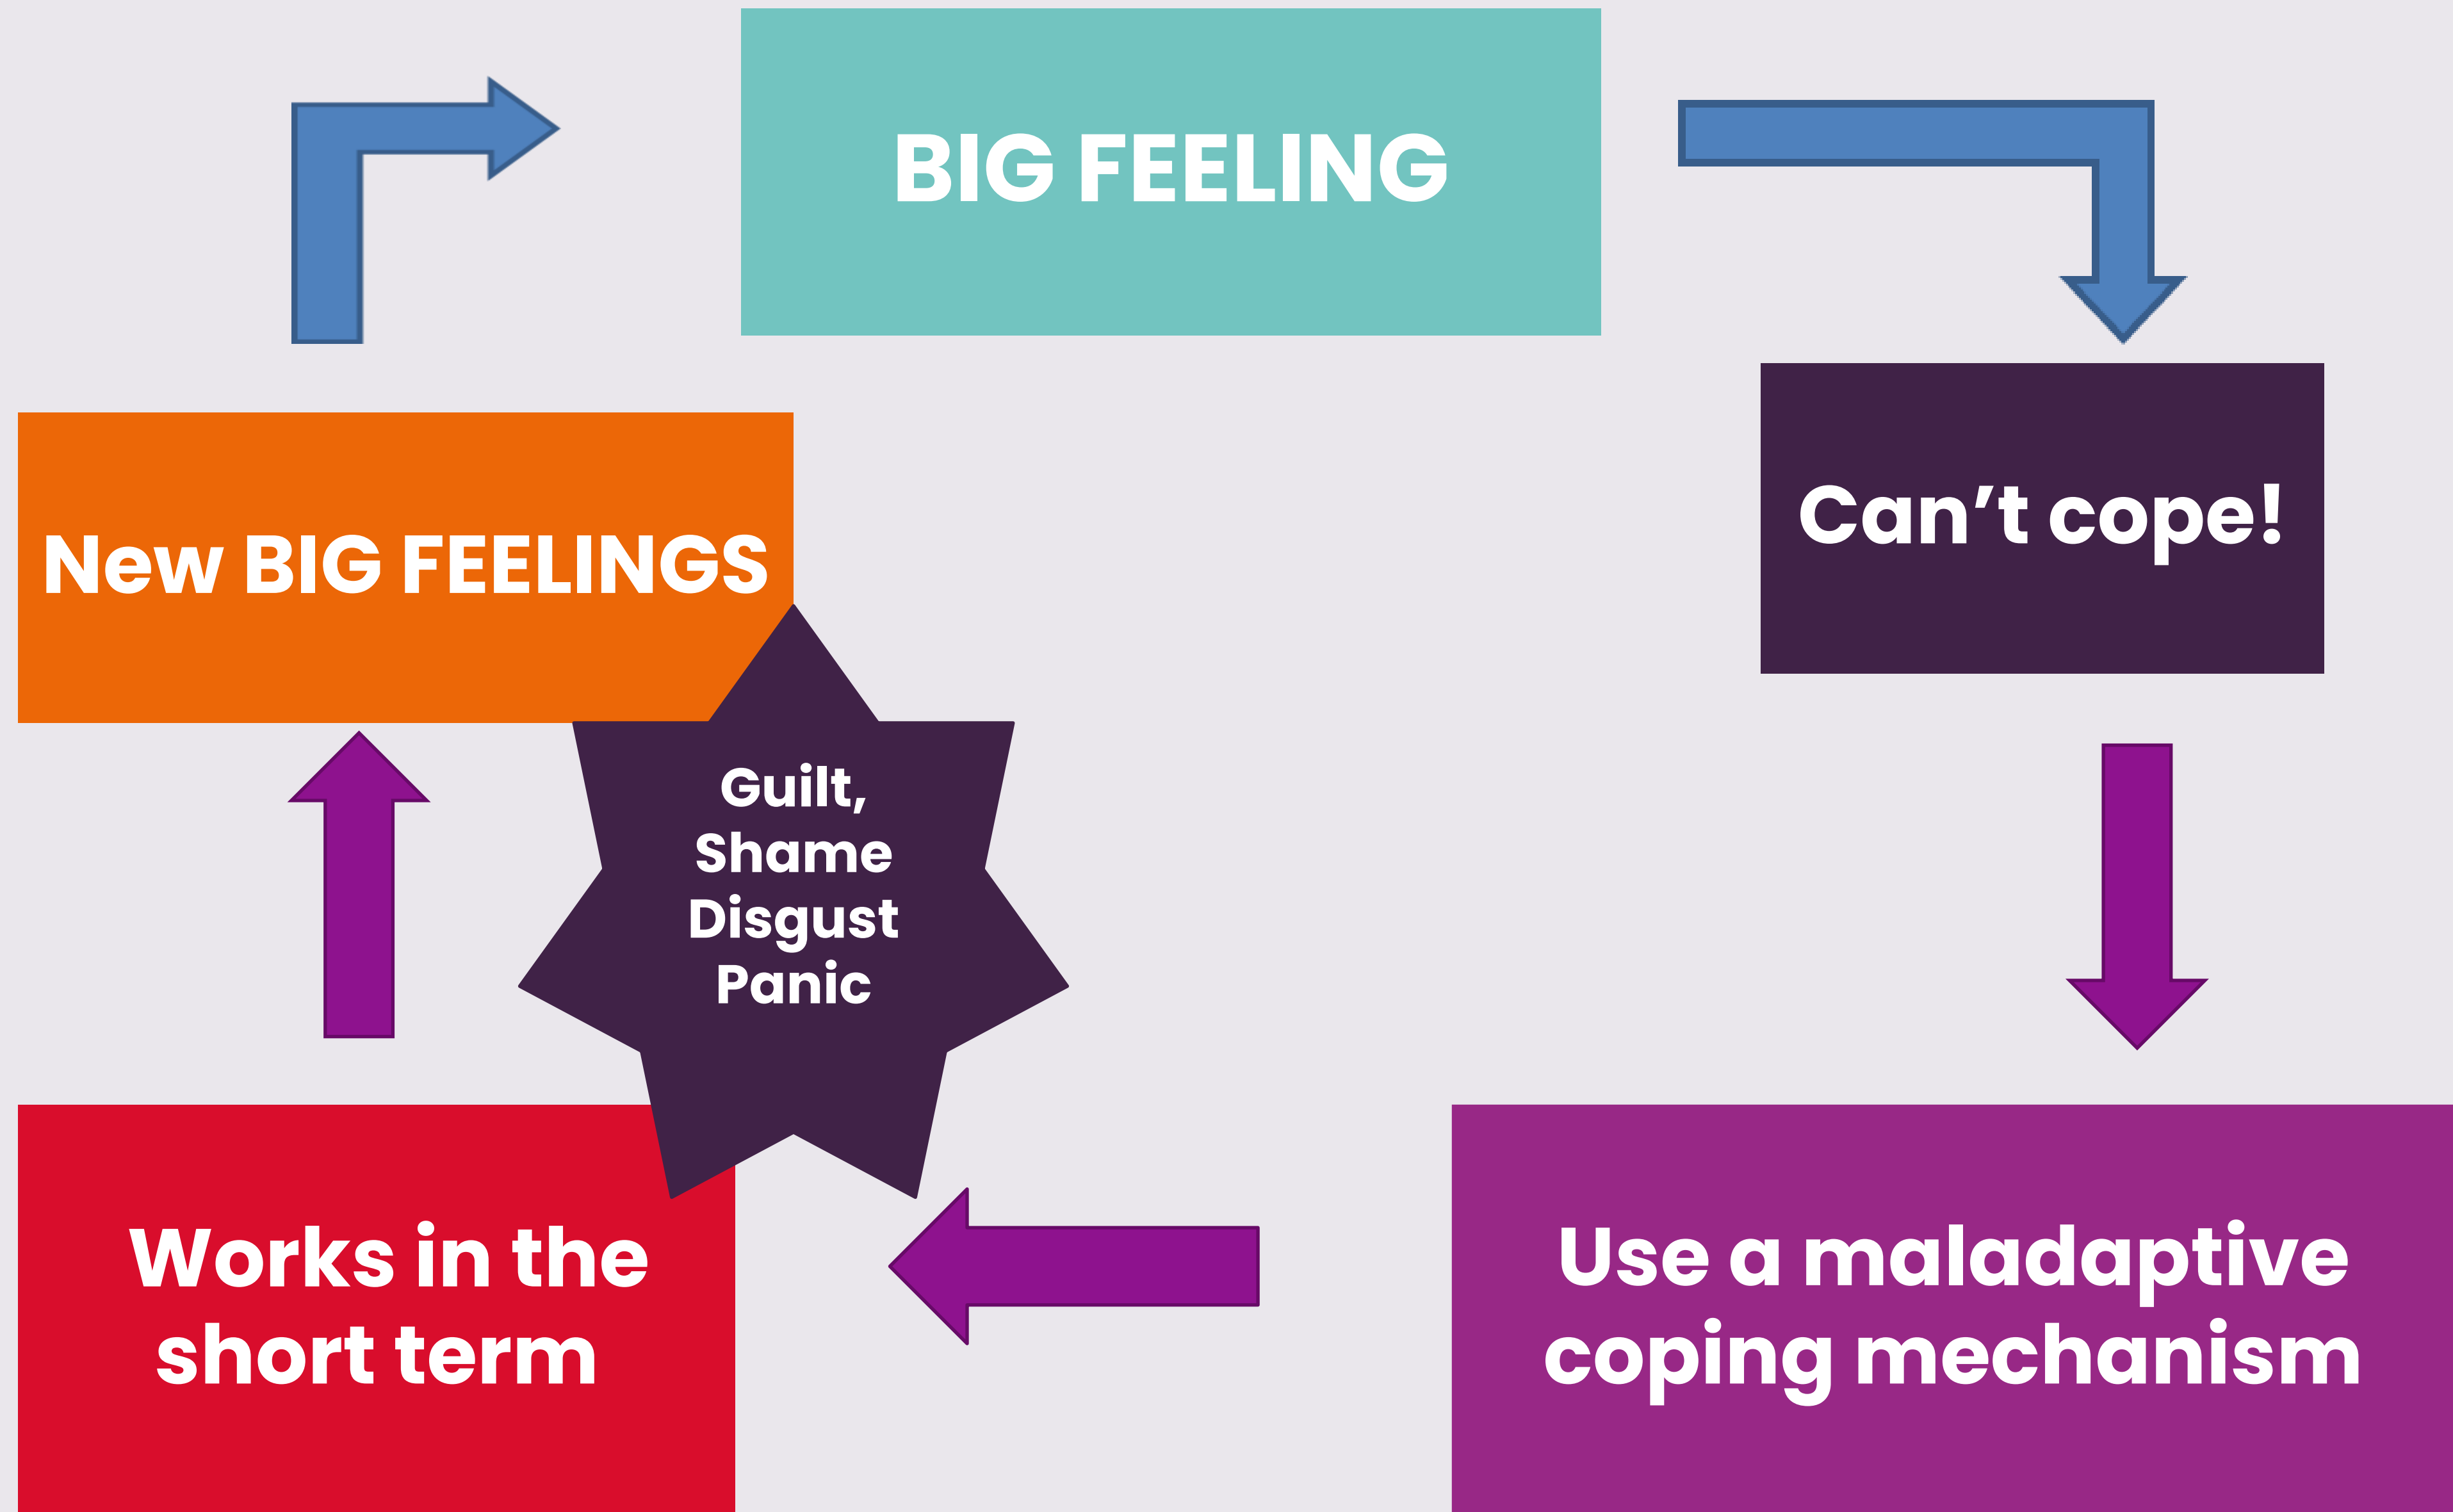 BIG FEELING
Can’t cope!
New BIG FEELINGS
Guilt,
Shame
Disgust
Panic
Works in the
short term
Use a maladaptive
coping mechanism